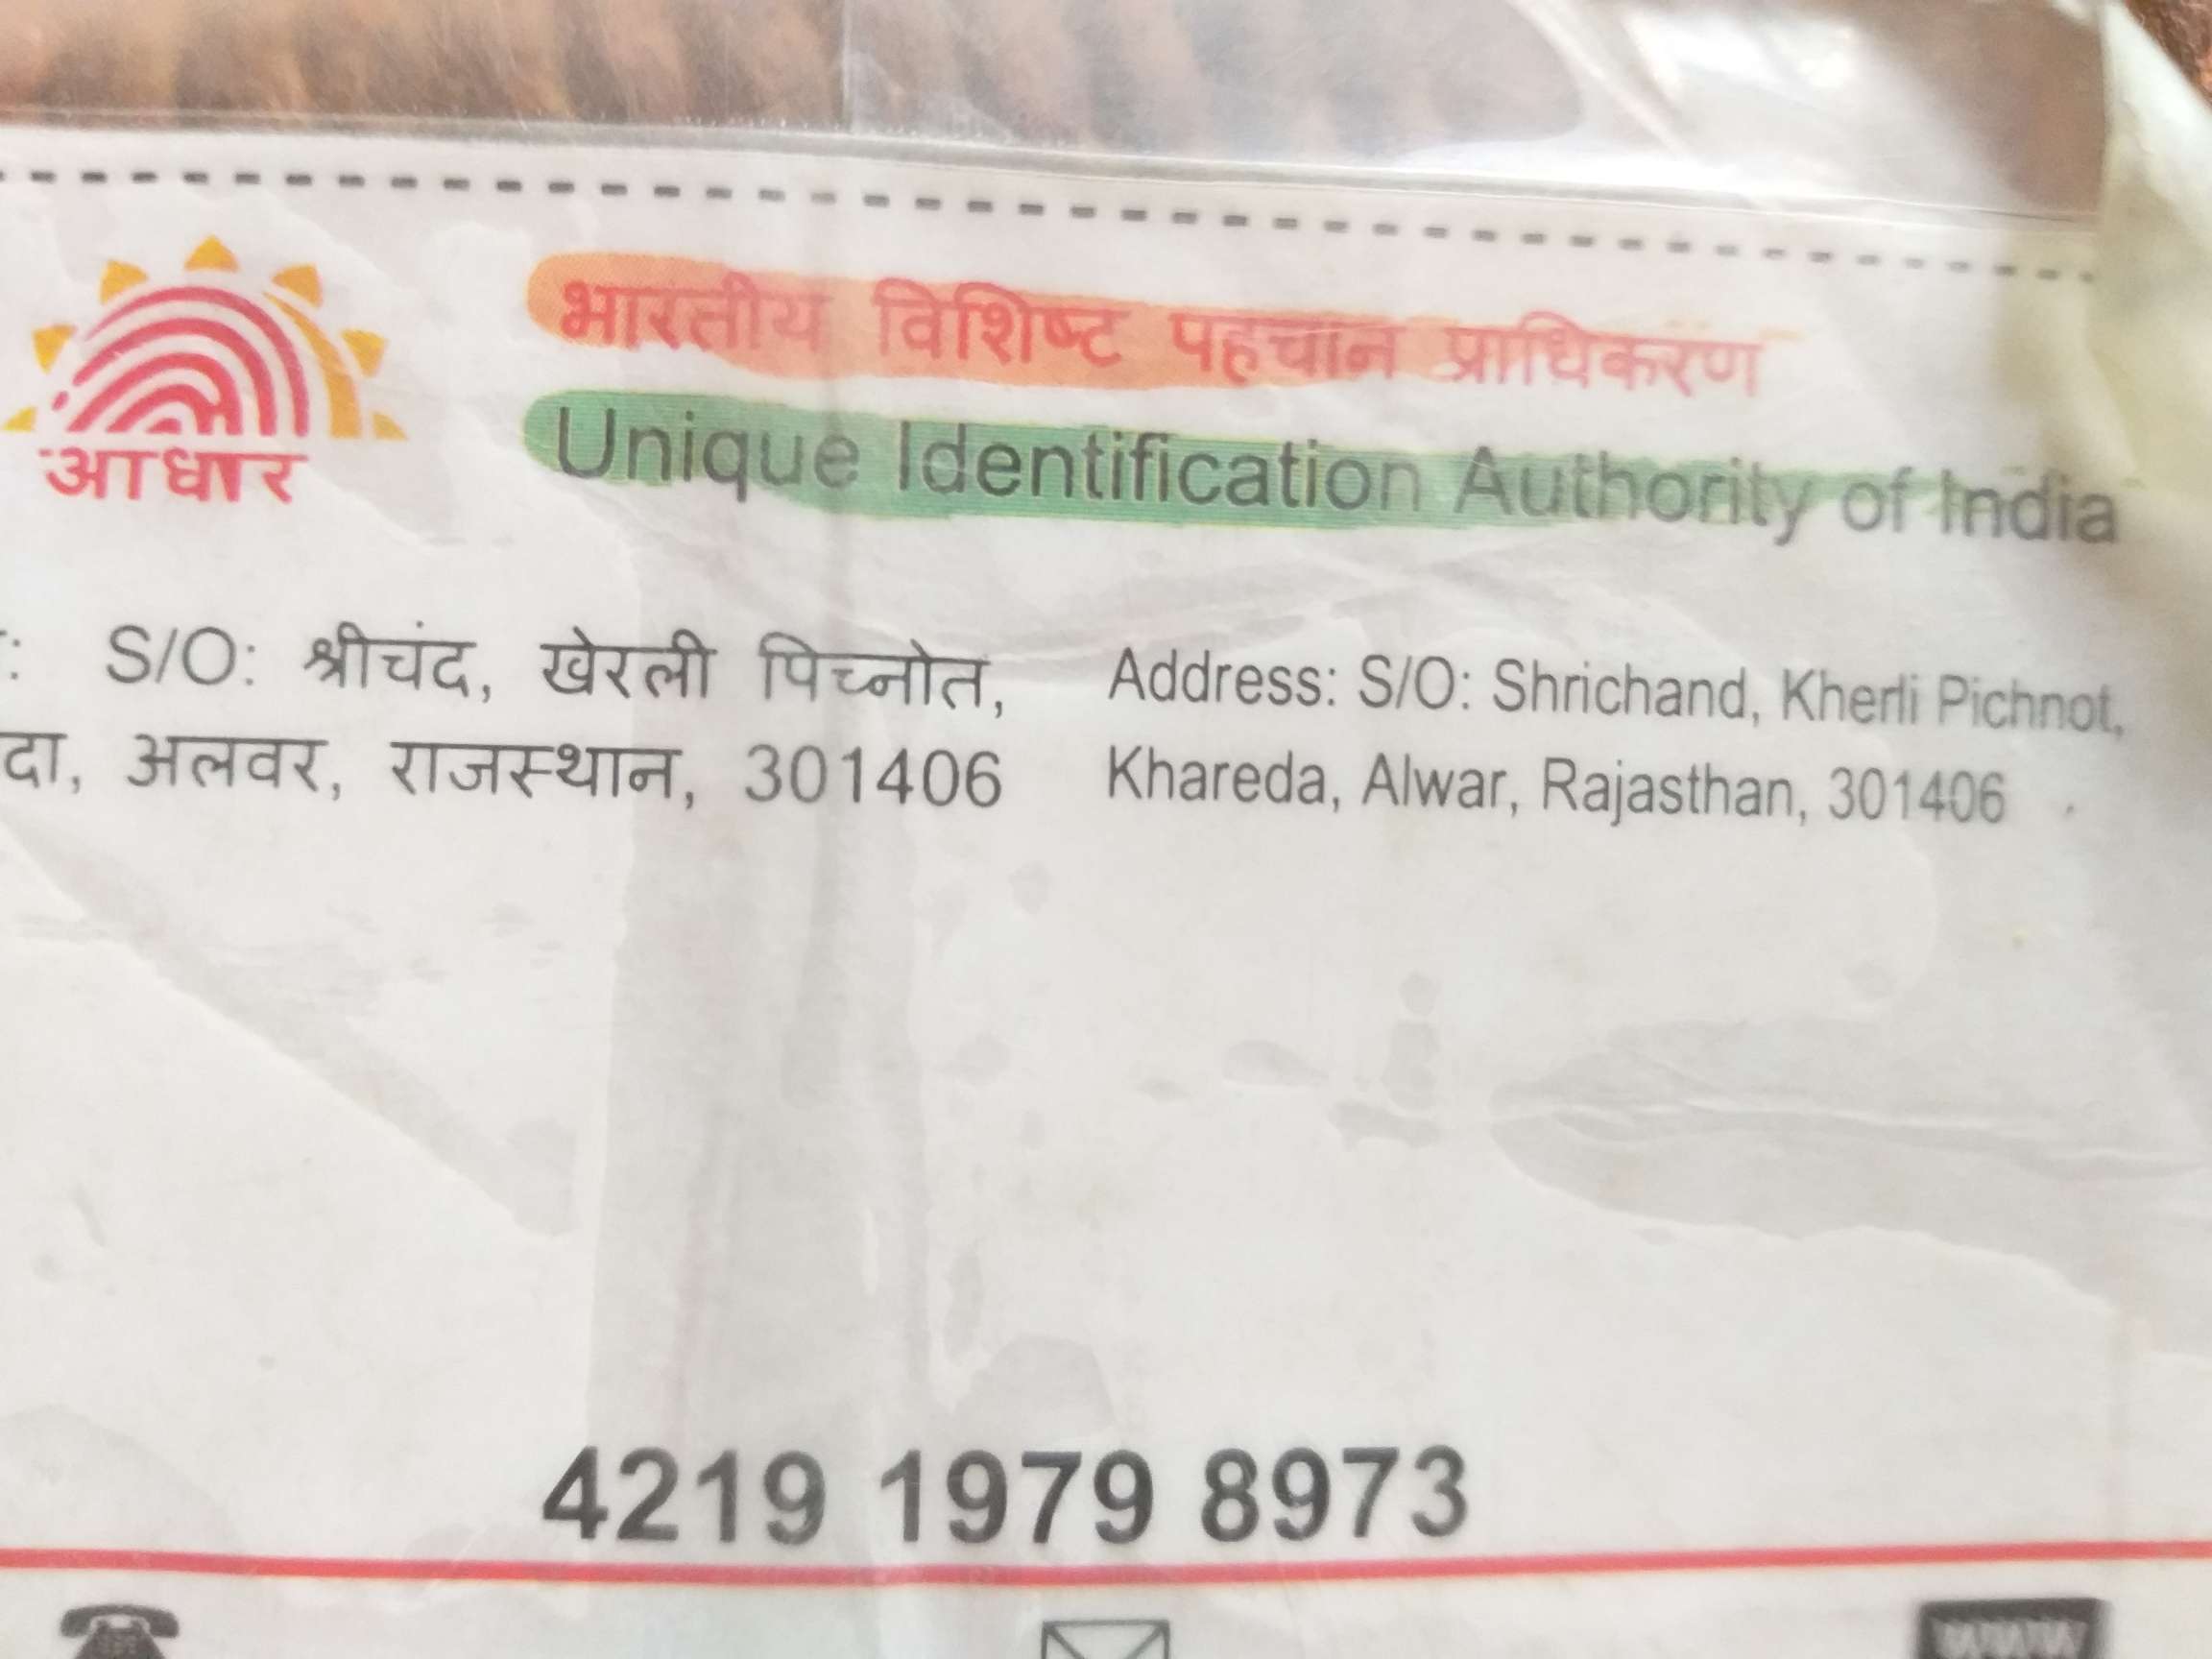 भारतीय विशिष्ट पहचान प्राधिकरण
Unique Identification Authority of India
आधार
S/O: श्रीचंद, खेरली पिच्नोत,
दा, अलवर, राजस्थान, 301406
Address: S/O: Shrichand, Kherli Pichnot,
Khareda, Alwar, Rajasthan, 301406
4219 1979 8973
www